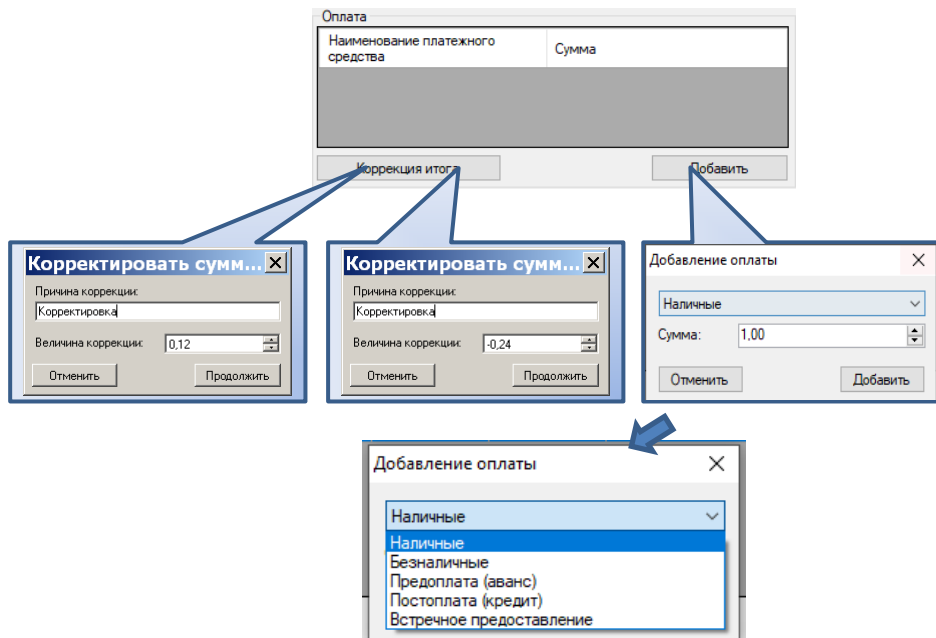 Оплата
Наименование платежного
средства
Сумма
Коррекция итога
Добавить
Корректировать сумм...
Причина коррекции:
Корректировка
Величина коррекции:
0,12
Отменить
Продолжить
Корректировать сумм...
Причина коррекции:
Корректировка
Величина коррекции:
-0,24
Отменить
Продолжить
Добавление оплаты
Наличные
Сумма:
1,00
Отменить
Добавить
Добавление оплаты
Наличные
Наличные
Безналичные
Предоплата (аванс)
Постоплата (кредит)
Встречное предоставление